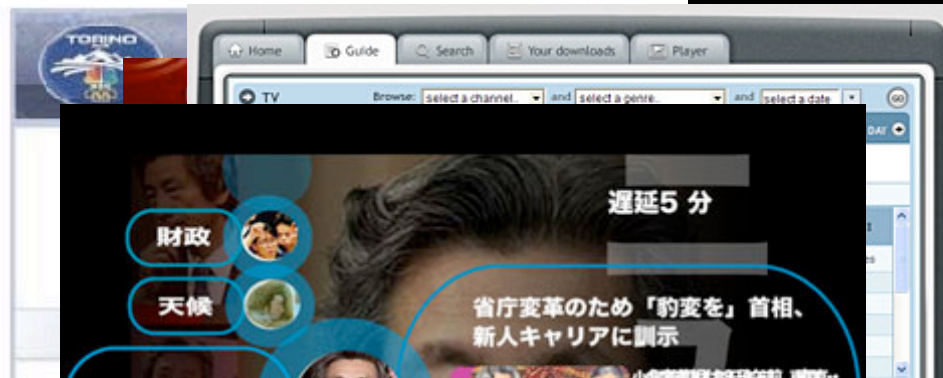 TORINO
Home
Guide
Search
Your downloads
Player
TV
Browse:
select a channel..
and
select a genre..
and
select a date
GO
DAY
遅延5 分
財政
天候
省庁変革のため「豹変を」首相、
新人キャリアに訓示